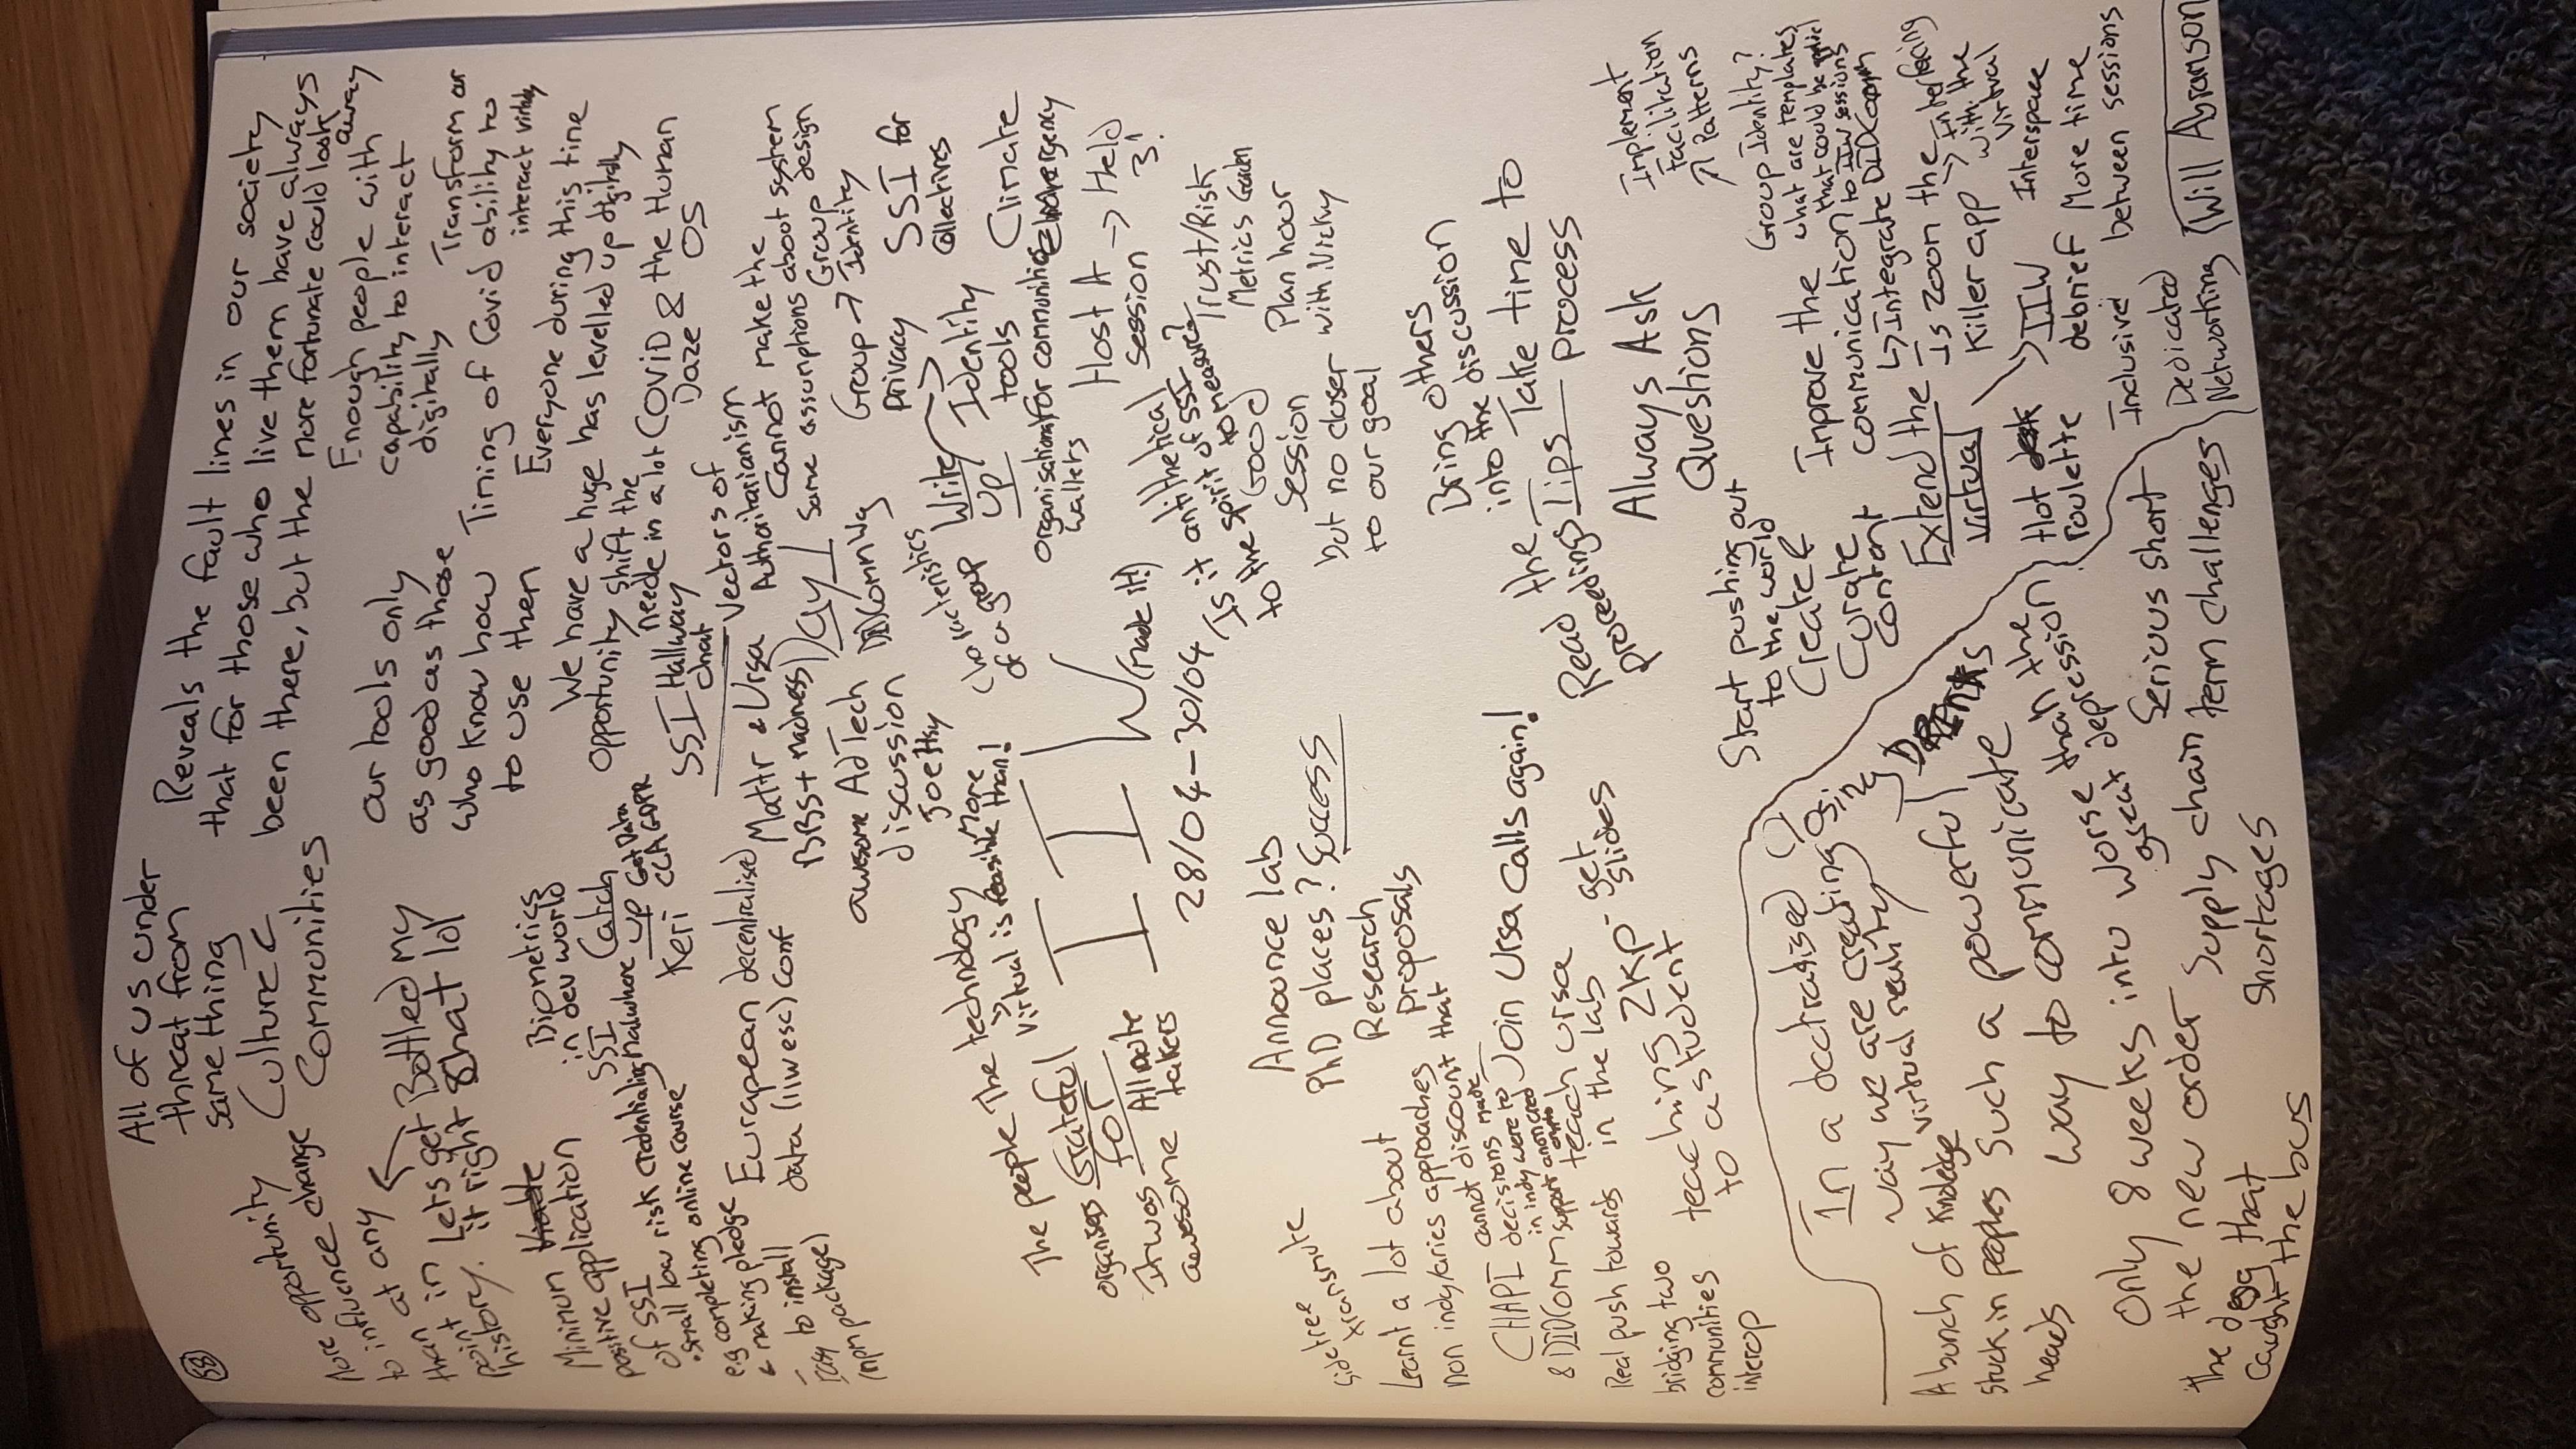 58
All of us under
threat from
same thing
Culture &
Communities
Reveals the fault lines in our society
that for those who live them have always
been there, but the more fortunate could look
away
More opportunity
to influence change
than at any
point in
history.
Lets get
it right
Bottled my
chat lol
our tools only
as good as those
who know how
to use then
Enough people with
capability to interact
digitally
Transform our
ability to
interact virtually
Timing of Covid
Everyone during this time
has levelled up digitally
We have a huge
opportunity shift the
needle in a lot
Minimum Viable
positive application
of SSI
• Small low risk credentialing
e.g completing online course
& making pledge
- Easy to install
(npm package)
Biometrics
in dev world
SSI
Catch
up
Get Data
CCA GDPR
Keri
SSI Hallway
Chat
COVID & the Human
Daze OS
European decentralised
data (iiwesc) conf
Mattr & Ursa
BBS+ madness
Vectors of
Authoritarianism
Day 1
Cannot make the
same assumptions about system
design
awesome AdTech
discussion
DIDComm Wg
Group → Group
privacy Identity
SSI for
Collectives
The people The technology
Virtual is feasible
More
than!
characteristics
of a group
Write
up
Identity
tools
for communities
organisational
wallets
Climate
Emergency
organisers Grateful
for
It was
awesome
All note
takers
IIW (Made it!)
28/04-30/04
Host A
Session → Held
3!
Is it antithetical
to the spirit of SSI
to measure?
Good
Session
but no closer
to our goal
Trust/Risk
Metrics Garden
Plan hour
with Nicky
Announce lab
PhD places? Success
Research
proposals
Sidetree
transmute
Learnt a lot about
non indy/aries approaches
CHAPI
& DIDComm
cannot discount that
decisions made
in indy were to
support anoncred
crypto
Join Ursa Calls again!
teach ursa
in the lab
Real push towards
bridging two
communities
interop
teaching ZKP - get
slides
to a student
Bring others
into the discussion
Read the
proceedings
Tips
Take time to
process
Always Ask
Questions
Implement
Facilitation
Patterns
Start pushing out
to the world
Create &
Curate
content
Improve the
communication
↳ Integrate DIDComm
Group Identity?
what are templates
that could be applied
to IIW sessions
Extend the
virtual
Is Zoom the
Killer app
→ Interfacing
with the
virtual
Hot desk
roulette
IIW
debrief
Interspace
More time
between sessions
Inclusive
Dedicated
Networking
Will Abramson
Closing
DRINKS
In a dectralised
way we are creating
virtual reality
A bunch of Knoledge
stuck in peoples
heads
Such a powerful
way to communicate
Only 8 weeks into
the new order
worse than the
great depression
Serious short
term challenges
Supply chain
Shortages
the dog that
caught the bus